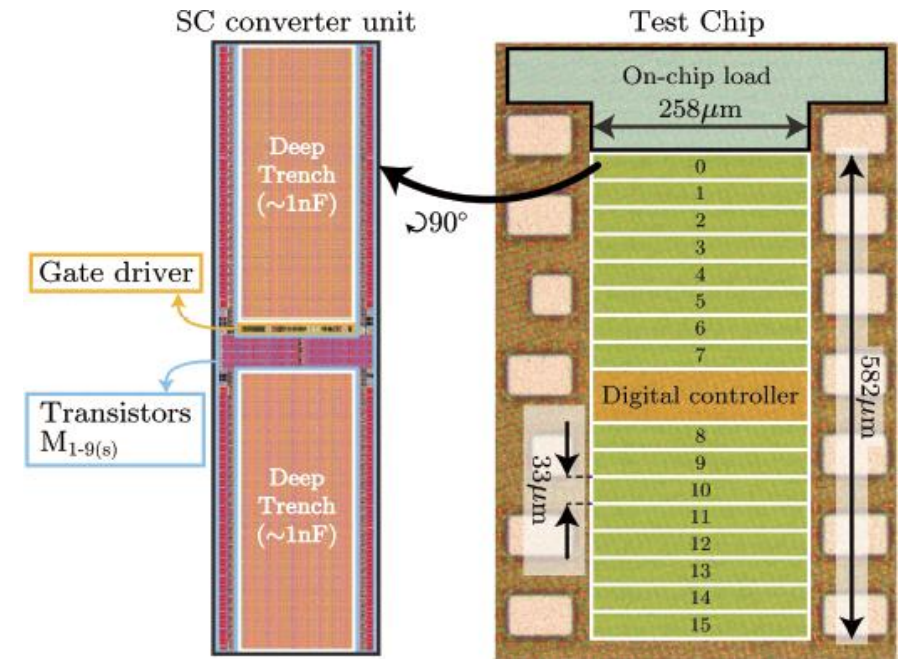 SC converter unit
Deep
Trench
(~1nF)
Gate driver
Transistors
M1-9(s)
Deep
Trench
(~1nF)
↻90°
Test Chip
On-chip load
258μm
0
1
2
3
4
5
6
7
Digital controller
8
9
10
11
12
13
14
15
33μm
582μm